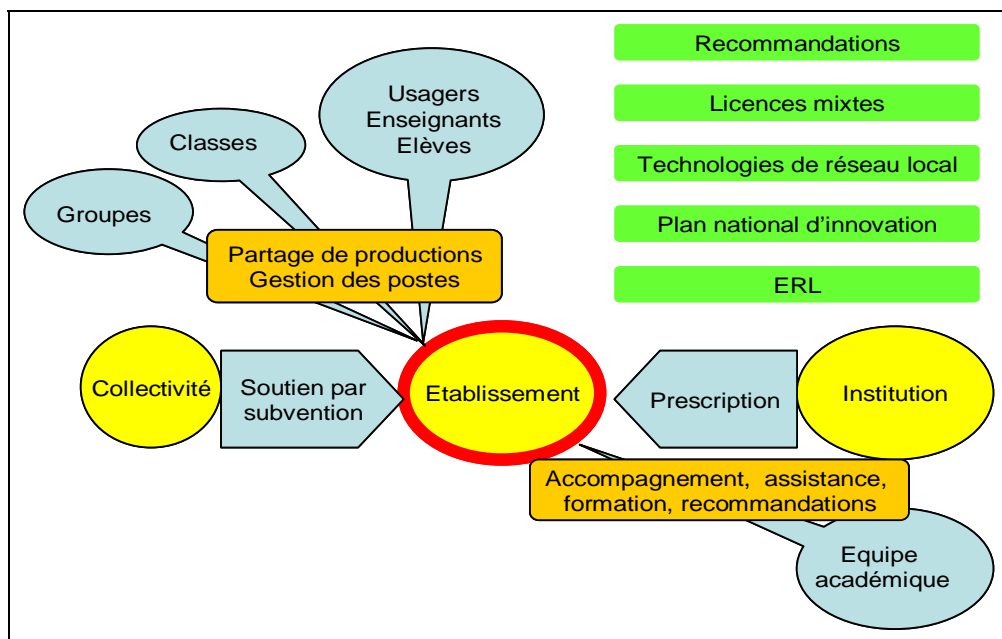 Recommandations
Usagers
Enseignants
Elèves
Licences mixtes
Classes
Technologies de réseau local
Groupes
Plan national d'innovation
Partage de productions
Gestion des postes
ERL
Collectivité
Soutien par
subvention
Etablissement
Prescription
Institution
Accompagnement, assistance,
formation, recommandations
Equipe
académique